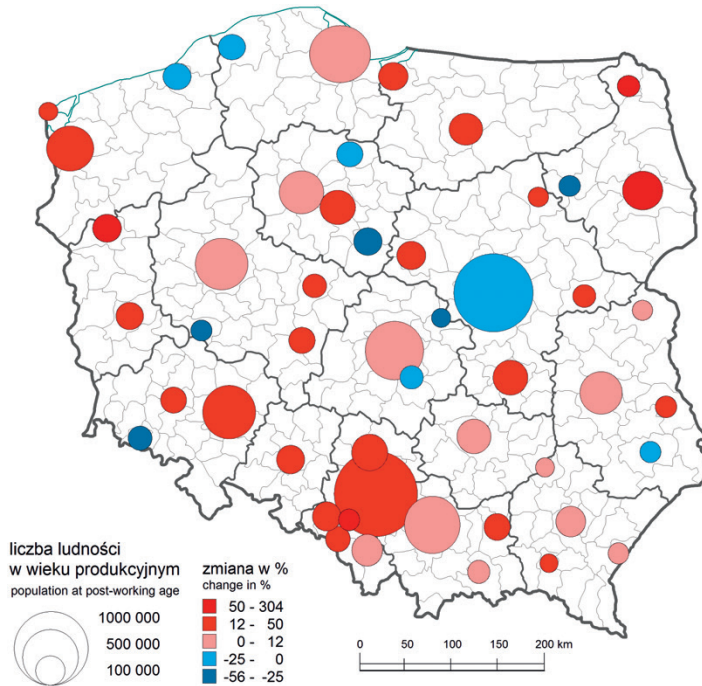 liczba ludności
w wieku produkcyjnym
population at post-working age
1000 000
500 000
100 000
zmiana w %
change in %
50 - 304
12 - 50
0 - 12
-25 - 0
-56 - -25
0 50 100 150 200 km